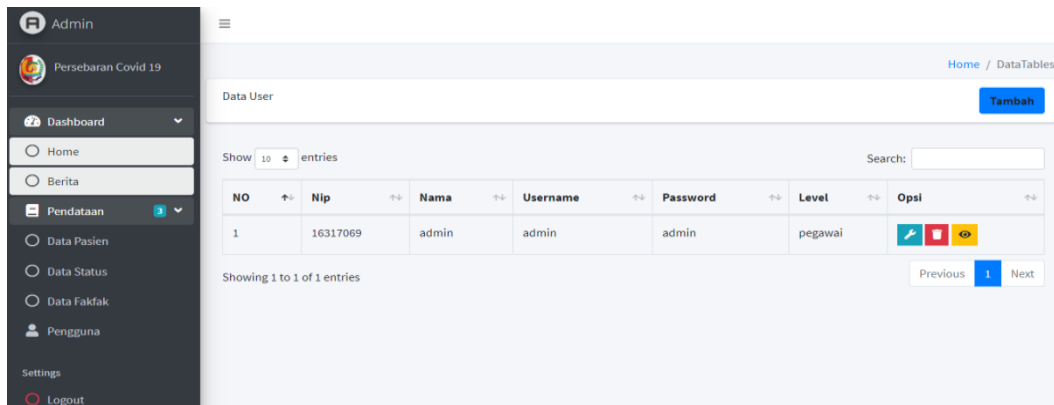 Admin
Persebaran Covid 19
Dashboard
Home
Berita
Pendataan 3
Data Pasien
Data Status
Data Fakfak
Pengguna
Settings
Logout
Home / DataTables
Data User
Tambah
Show 10 entries
Search:
NO Nip Nama Username Password Level Opsi
1 16317069 admin admin admin pegawai
Showing 1 to 1 of 1 entries
Previous 1 Next